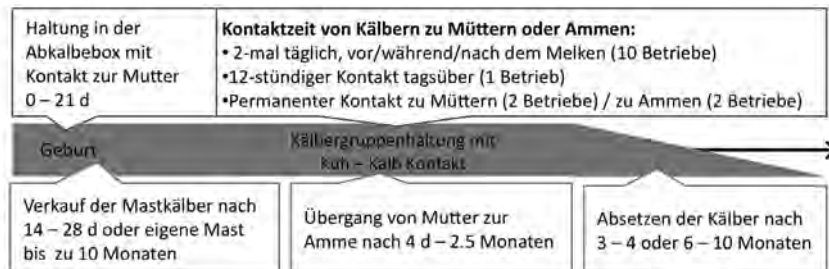 Haltung in der
Abkalbebox mit
Kontakt zur Mutter
0 – 21 d
Kontaktzeit von Kälbern zu Müttern oder Ammen:
• 2-mal täglich, vor/während/nach dem Melken (10 Betriebe)
•12-stündiger Kontakt tagsüber (1 Betrieb)
•Permanenter Kontakt zu Müttern (2 Betriebe) / zu Ammen (2 Betriebe)
Geburt
Kälbergruppenhaltung mit
Kuh – Kalb Kontakt
Verkauf der Mastkälber nach
14 – 28 d oder eigene Mast
bis zu 10 Monaten
Übergang von Mutter zur
Amme nach 4 d – 2.5 Monaten
Absetzen der Kälber nach
3 – 4 oder 6 – 10 Monaten